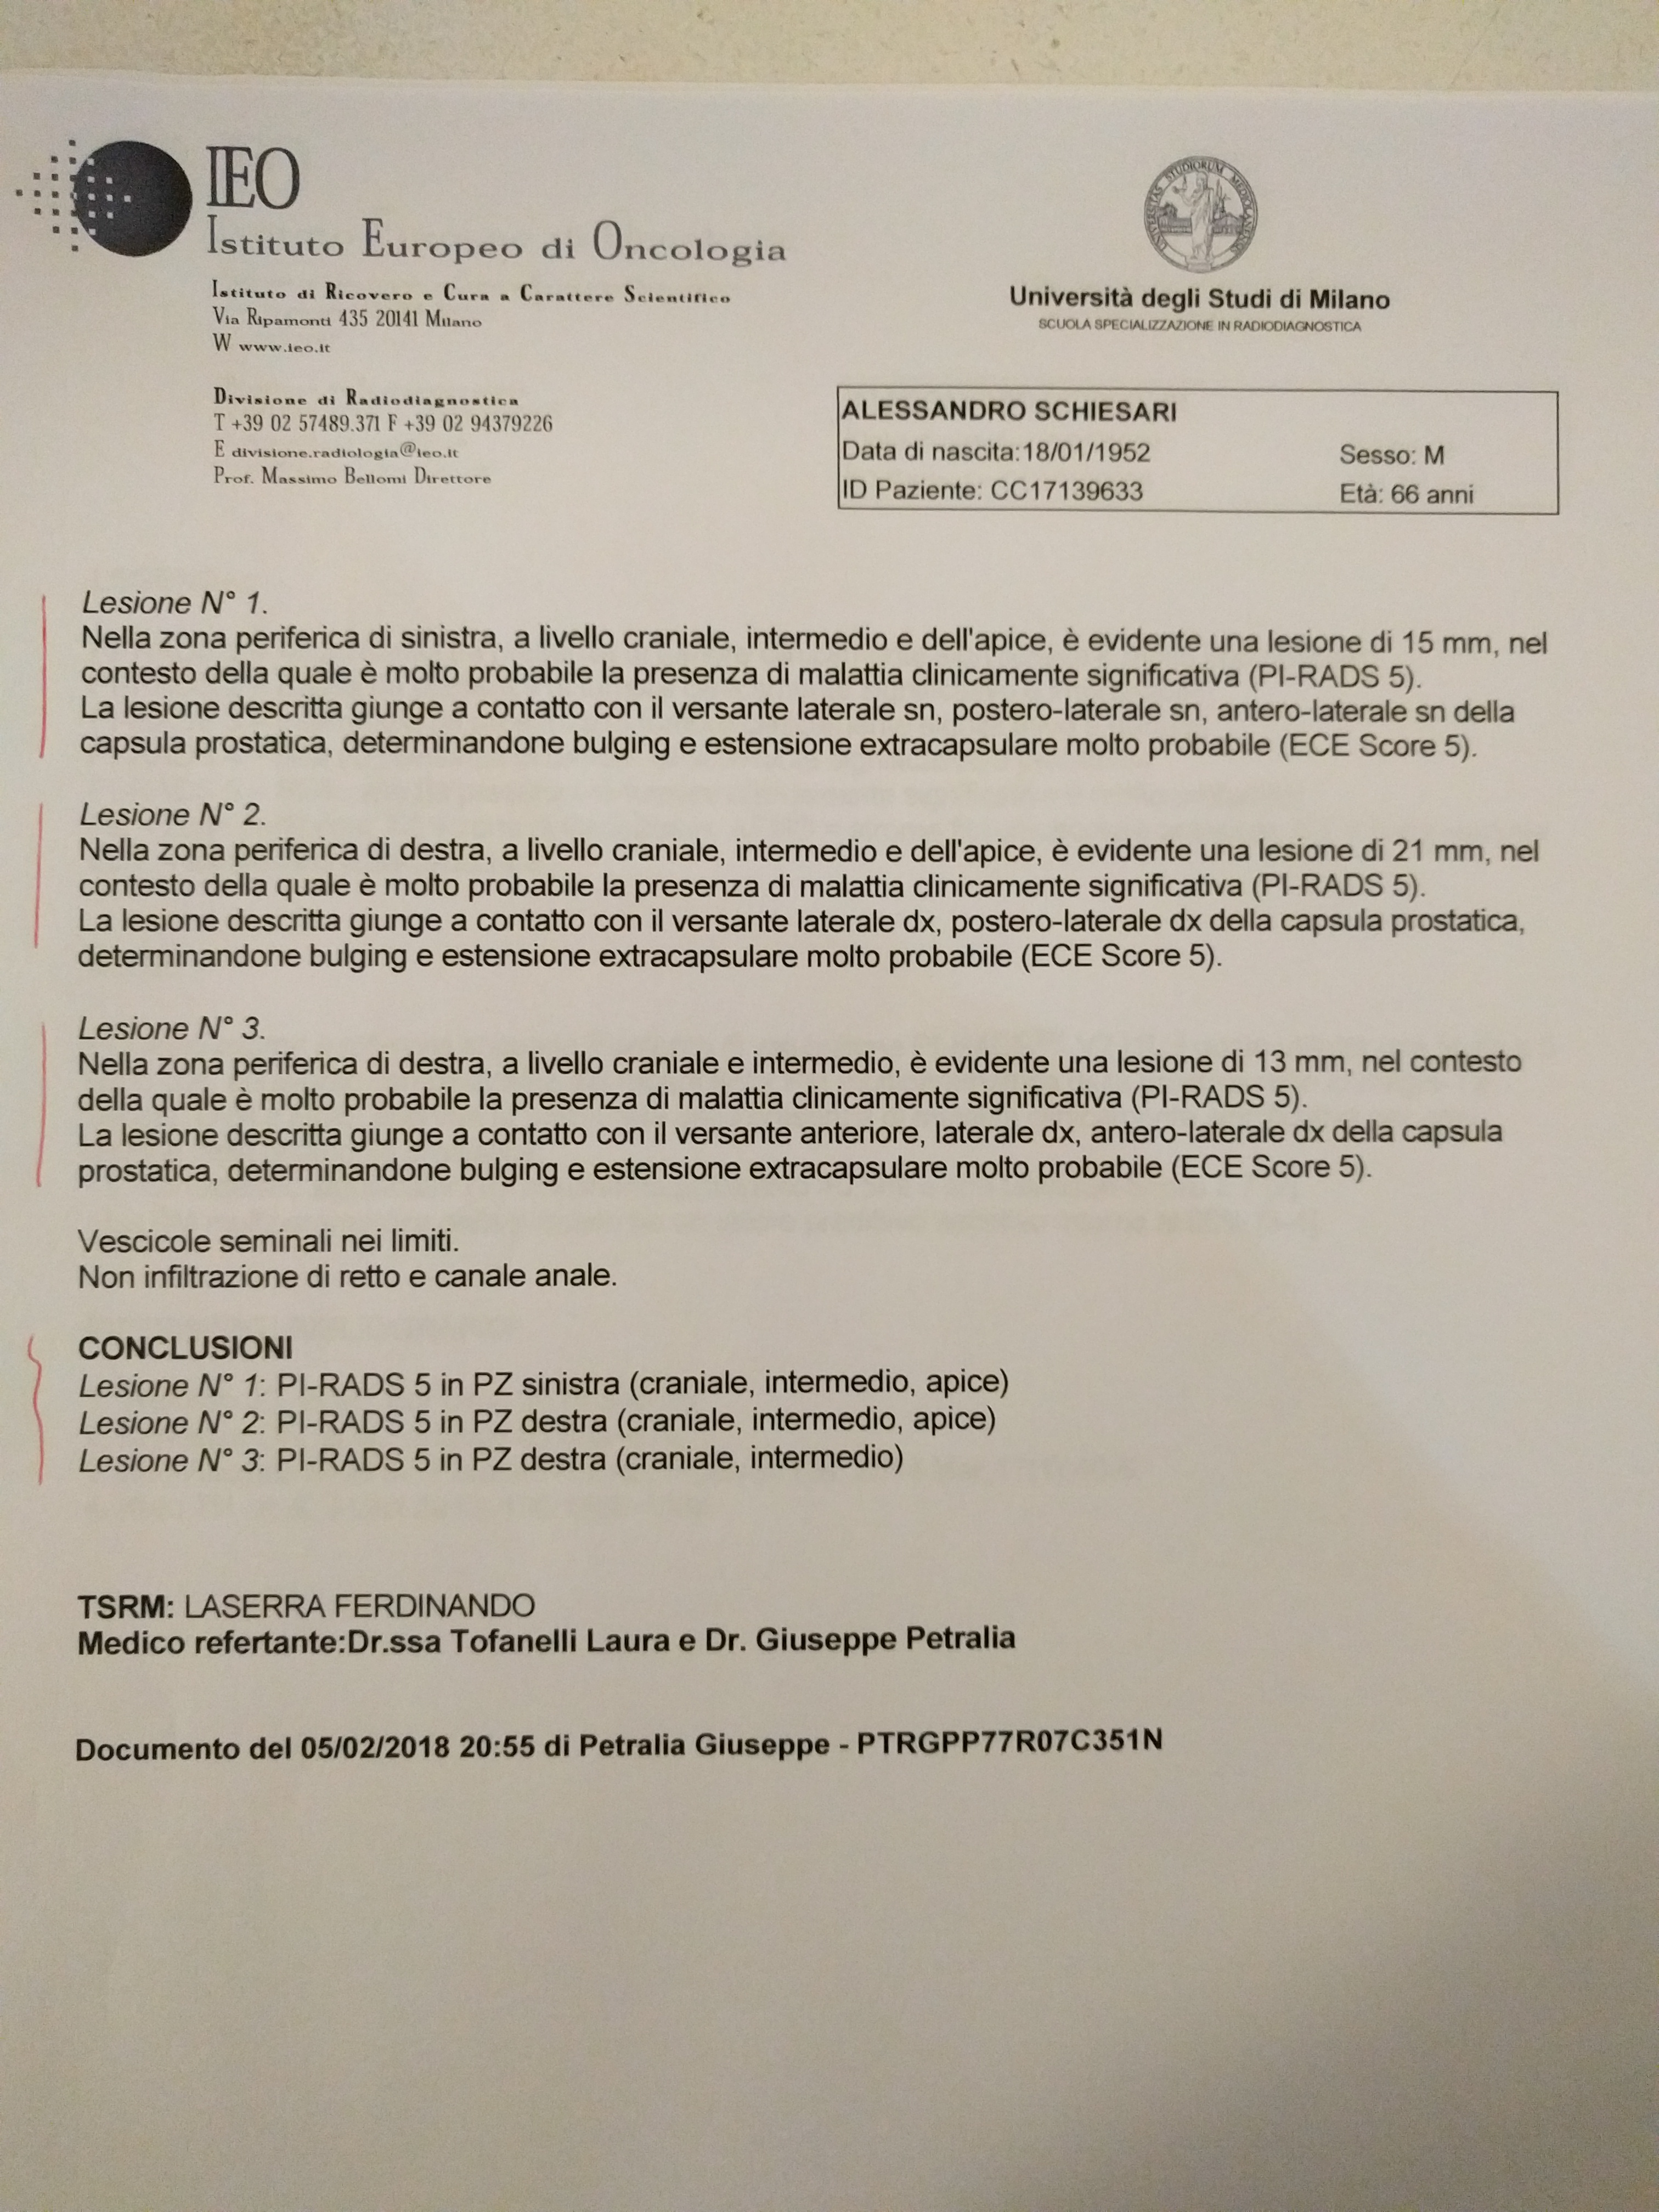 IEO
Istituto Europeo di Oncologia
Istituto di Ricovero e Cura a Carattere Scientifico
Via Ripamonti 435 20141 Milano
W www.ieo.it
UNIVERSITAS STUDIORUM MEDIOLANENSIS
Università degli Studi di Milano
SCUOLA SPECIALIZZAZIONE IN RADIODIAGNOSTICA
Divisione di Radiodiagnostica
T +39 02 57489.371 F +39 02 94379226
E divisione.radiologia@ieo.it
Prof. Massimo Bellomi Direttore
ALESSANDRO SCHIESARI
Data di nascita:18/01/1952 Sesso: M
ID Paziente: CC17139633 Età: 66 anni
Lesione N° 1.
Nella zona periferica di sinistra, a livello craniale, intermedio e dell'apice, è evidente una lesione di 15 mm, nel
contesto della quale è molto probabile la presenza di malattia clinicamente significativa (PI-RADS 5).
La lesione descritta giunge a contatto con il versante laterale sn, postero-laterale sn, antero-laterale sn della
capsula prostatica, determinandone bulging e estensione extracapsulare molto probabile (ECE Score 5).
Lesione N° 2.
Nella zona periferica di destra, a livello craniale, intermedio e dell'apice, è evidente una lesione di 21 mm, nel
contesto della quale è molto probabile la presenza di malattia clinicamente significativa (PI-RADS 5).
La lesione descritta giunge a contatto con il versante laterale dx, postero-laterale dx della capsula prostatica,
determinandone bulging e estensione extracapsulare molto probabile (ECE Score 5).
Lesione N° 3.
Nella zona periferica di destra, a livello craniale e intermedio, è evidente una lesione di 13 mm, nel contesto
della quale è molto probabile la presenza di malattia clinicamente significativa (PI-RADS 5).
La lesione descritta giunge a contatto con il versante anteriore, laterale dx, antero-laterale dx della capsula
prostatica, determinandone bulging e estensione extracapsulare molto probabile (ECE Score 5).
Vescicole seminali nei limiti.
Non infiltrazione di retto e canale anale.
CONCLUSIONI
Lesione N° 1: PI-RADS 5 in PZ sinistra (craniale, intermedio, apice)
Lesione N° 2: PI-RADS 5 in PZ destra (craniale, intermedio, apice)
Lesione N° 3: PI-RADS 5 in PZ destra (craniale, intermedio)
TSRM: LASERRA FERDINANDO
Medico refertante:Dr.ssa Tofanelli Laura e Dr. Giuseppe Petralia
Documento del 05/02/2018 20:55 di Petralia Giuseppe - PTRGPP77R07C351N